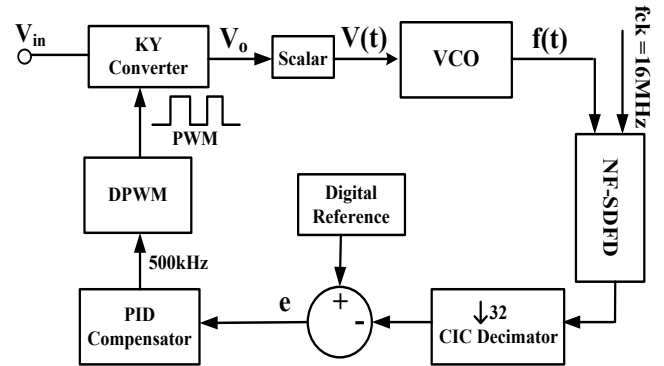 V_in
KY
Converter
V_o
Scalar
V(t)
VCO
f(t)
fck =16MHz
PWM
NF-SDFD
DPWM
Digital
Reference
500kHz
PID
Compensator
e
+
-
↓32
CIC Decimator